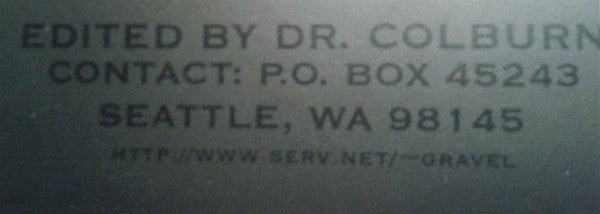 EDITED BY DR. COLBURN
CONTACT: P.O. BOX 45243
SEATTLE, WA 98145
HTTP://WWW.SERV.NET/~GRAVEL